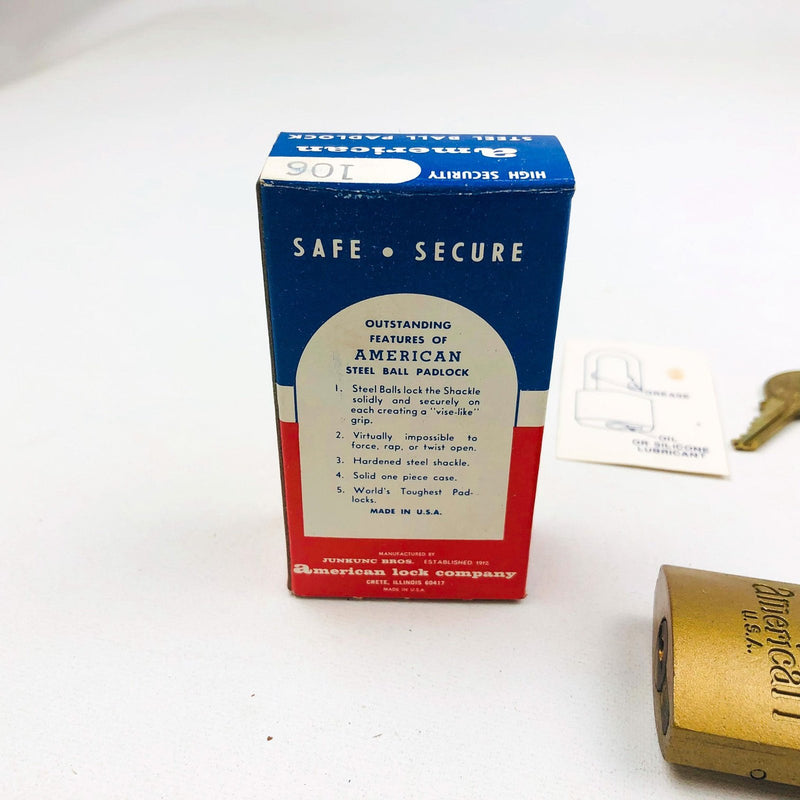 HIGH SECURITY
american
STEEL BALL PADLOCK
106
SAFE • SECURE
OUTSTANDING
FEATURES OF
AMERICAN
STEEL BALL PADLOCK
1. Steel Balls lock the Shackle
solidly and securely on
each creating a "vise-like"
grip.
2. Virtually impossible to
force, rap, or twist open.
3. Hardened steel shackle.
4. Solid one piece case.
5. World's Toughest Pad-
locks.
MADE IN U.S.A.
MANUFACTURED BY
JUNKUNC BROS. ESTABLISHED 1912
american lock company
CRETE, ILLINOIS 60417
MADE IN U.S.A.
GREASE
OIL
OR SILICONE
LUBRICANT
American
U.S.A.